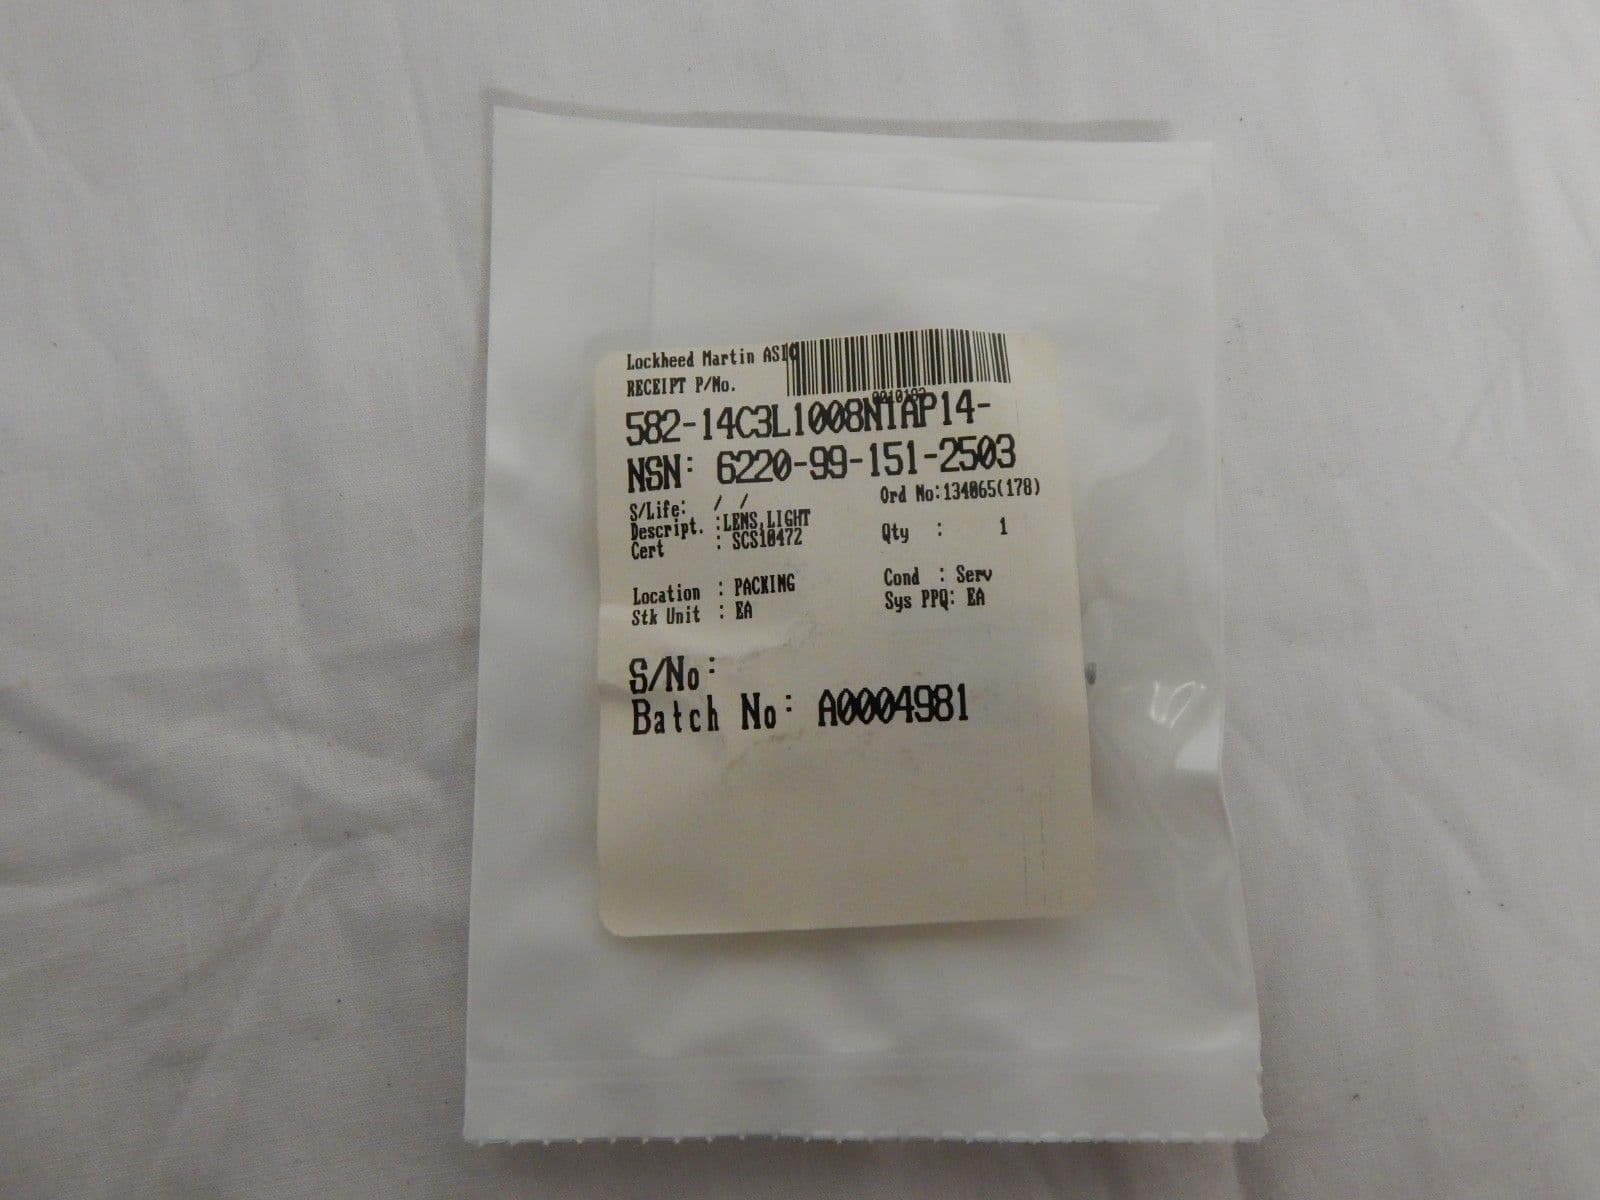 Lockheed Martin ASIC
RECEIPT P/No.
582-14C3L1008N1AP14-
NSN: 6220-99-151-2503
S/Life: / / Ord No:134065(178)
Descript. :LENS,LIGHT Qty : 1
Cert : SCS10472
Location : PACKING Cond : Serv
Stk Unit : EA Sys PPQ: EA
S/No:
Batch No: A0004981